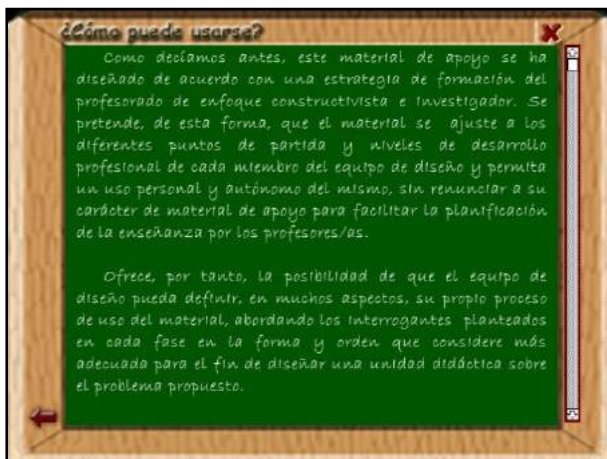 ¿Cómo puede usarse?
Como decíamos antes, este material de apoyo se ha
diseñado de acuerdo con una estrategia de formación del
profesorado de enfoque constructivista e investigador. Se
pretende, de esta forma, que el material se ajuste a los
diferentes puntos de partida y niveles de desarrollo
profesional de cada miembro del equipo de diseño y permita
un uso personal y autónomo del mismo, sin renunciar a su
carácter de material de apoyo para facilitar la planificación
de la enseñanza por los profesores/as.
Ofrece, por tanto, la posibilidad de que el equipo de
diseño pueda definir, en muchos aspectos, su propio proceso
de uso del material, abordando los interrogantes planteados
en cada fase en la forma y orden que considere más
adecuada para el fin de diseñar una unidad didáctica sobre
el problema propuesto.